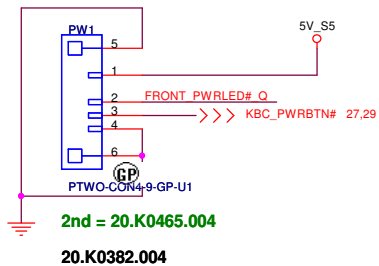 5V_S5
PW1
5
1
2 FRONT_PWRLED#_Q
3 KBC_PWRBTN# 27,29
4
6
GP
PTWO-CON4-9-GP-U1
2nd = 20.K0465.004
20.K0382.004